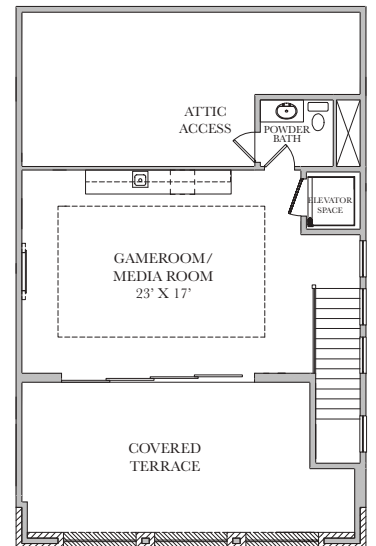 ATTIC
ACCESS
POWDER
BATH
ELEVATOR
SPACE
GAMEROOM/
MEDIA ROOM
23' X 17'
COVERED
TERRACE